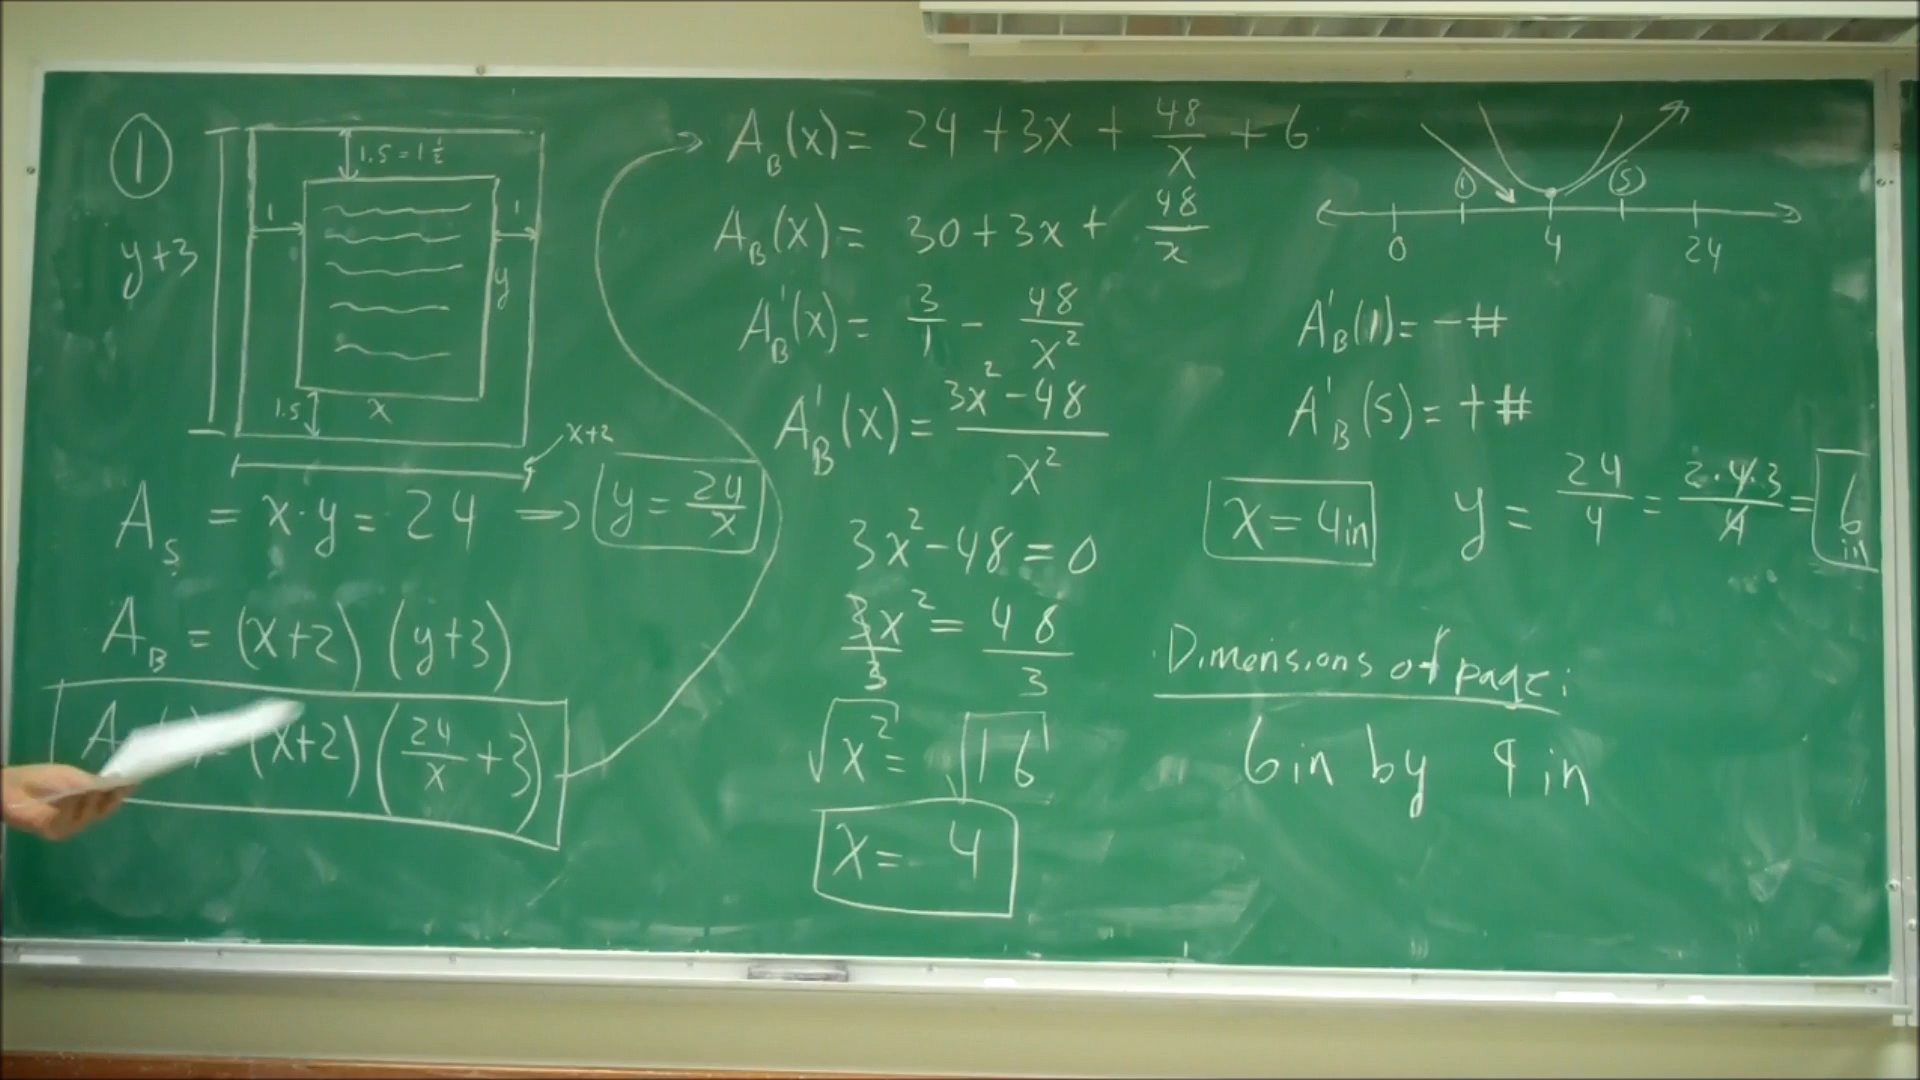 ①
1.5 = 1 1/2
1
1
y+3
y
1.5
x
x+2
A_S = x·y = 24 ⇒ y = 24/x
A_B = (x+2)(y+3)
(x+2)(24/x + 3)
A_B(x) = 24 + 3x + 48/x + 6
A_B(x) = 30 + 3x + 48/x
A'_B(x) = 3/1 - 48/x²
A'_B(x) = (3x² - 48)/x²
3x² - 48 = 0
3x²/3 = 48/3
√x² = √16
x = 4
① ⑤
0 4 24
A'_B(1) = -#
A'_B(5) = +#
x = 4in y = 24/4 = 2·4·3/4 = 6 in
Dimensions of page:
6in by 9in